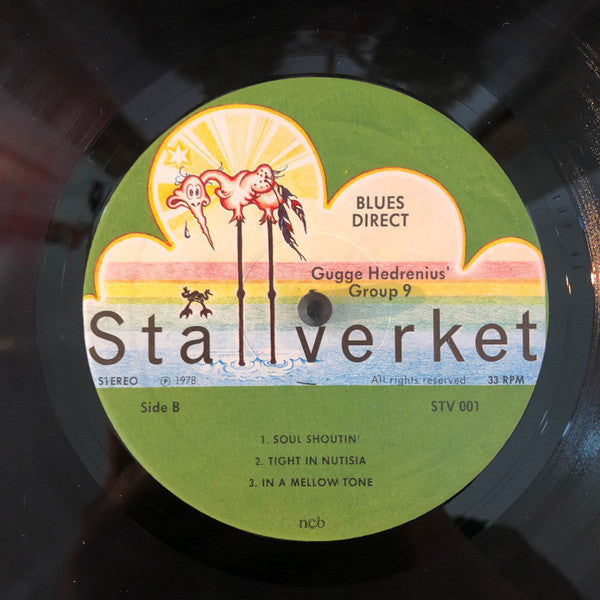 BLUES
DIRECT
Gugge Hedrenius'
Group 9
Stållverket
STEREO ℗ 1978 All rights reserved 33 RPM
Side B STV 001
1. SOUL SHOUTIN'
2. TIGHT IN NUTISIA
3. IN A MELLOW TONE
ncb